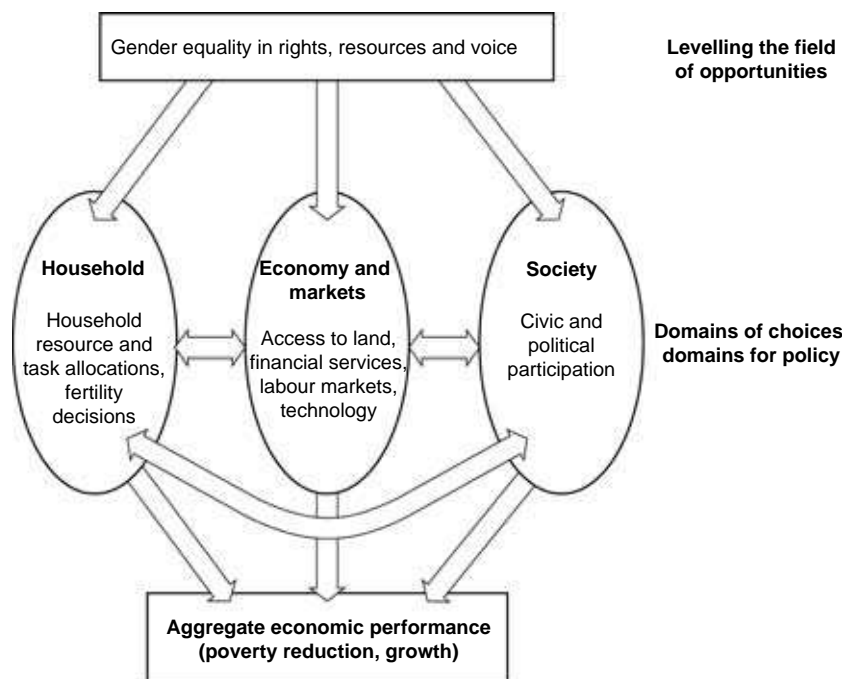 Gender equality in rights, resources and voice
Levelling the field
of opportunities
Household
Household
resource and
task allocations,
fertility
decisions
Economy and
markets
Access to land,
financial services,
labour markets,
technology
Society
Civic and
political
participation
Domains of choices
domains for policy
Aggregate economic performance
(poverty reduction, growth)